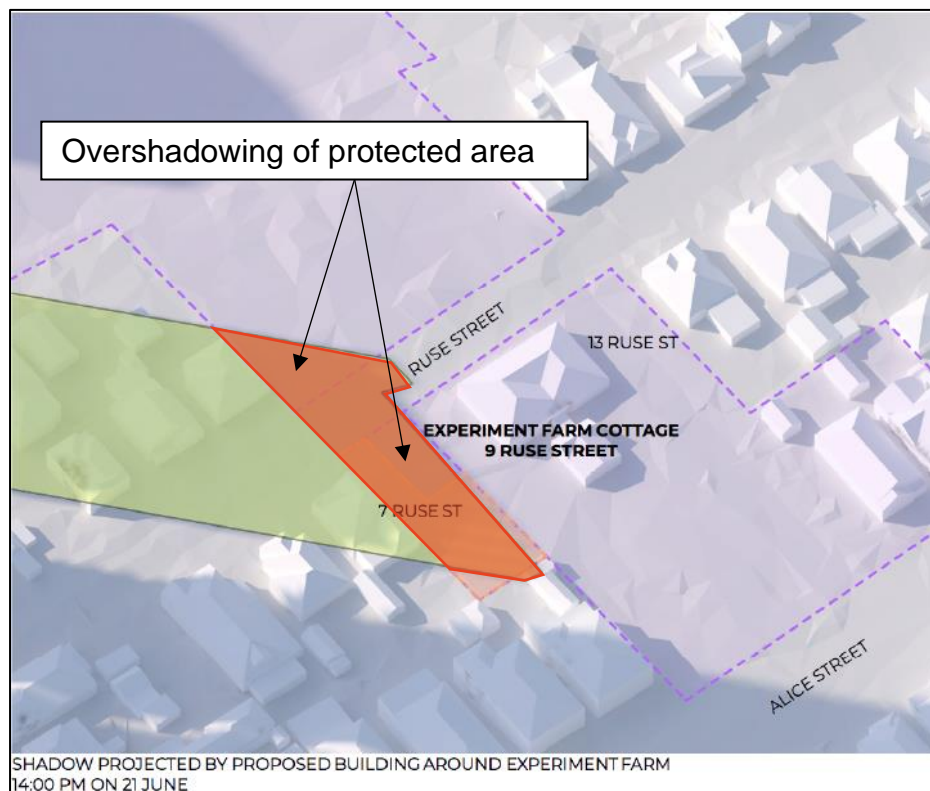 Overshadowing of protected area
RUSE STREET
13 RUSE ST
EXPERIMENT FARM COTTAGE
9 RUSE STREET
7 RUSE ST
ALICE STREET
SHADOW PROJECTED BY PROPOSED BUILDING AROUND EXPERIMENT FARM
14:00 PM ON 21 JUNE